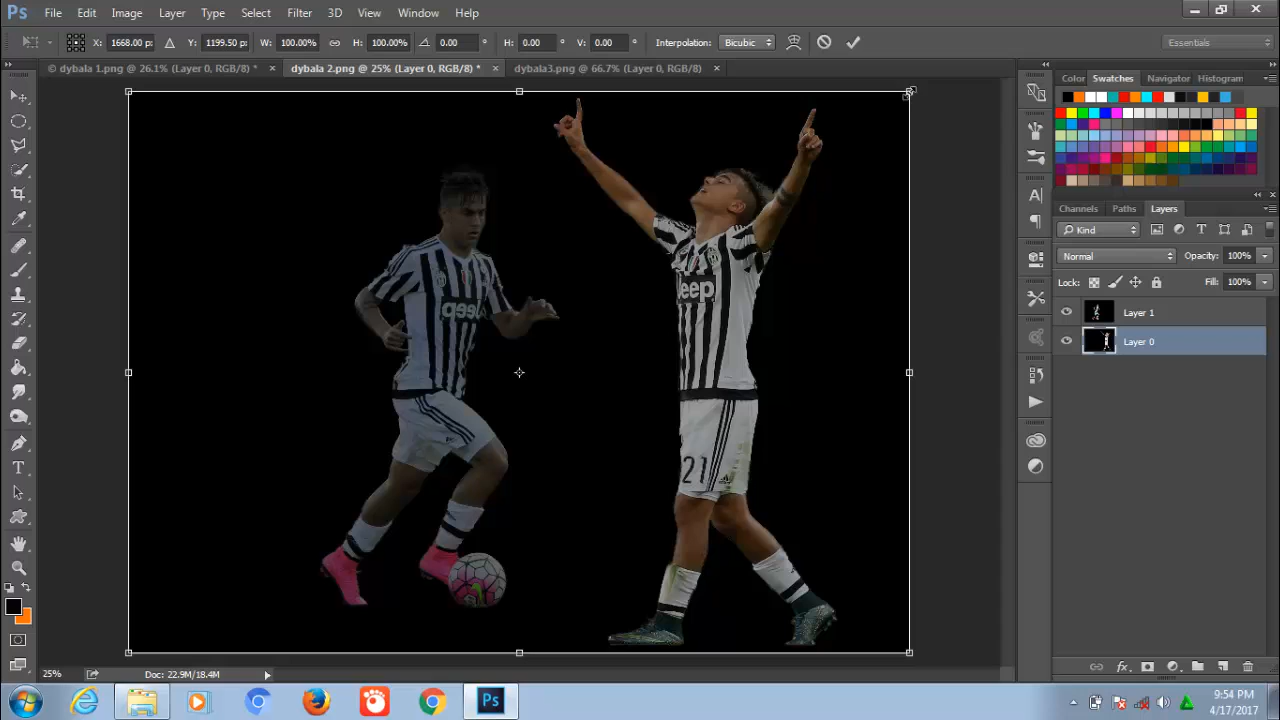 Ps File Edit Image Layer Type Select Filter 3D View Window Help
X: 1668.00 px Y: 1199.50 px W: 100.00% H: 100.00% 0.00 ° H: 0.00 ° V: 0.00 ° Interpolation: Bicubic Essentials
© dybala 1.png @ 26.1% (Layer 0, RGB/8) * × dybala 2.png @ 25% (Layer 0, RGB/8) * × dybala3.png @ 66.7% (Layer 0, RGB/8) ×
Color Swatches Navigator Histogram
Channels Paths Layers
Kind
Normal Opacity: 100%
Lock: Fill: 100%
Layer 1
Layer 0
Jeep
21
25% Doc: 22.9M/18.4M
Ps
9:54 PM
4/17/2017